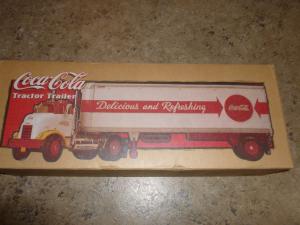 Coca-Cola
Tractor Trailer
Delicious and Refreshing
Coca-Cola